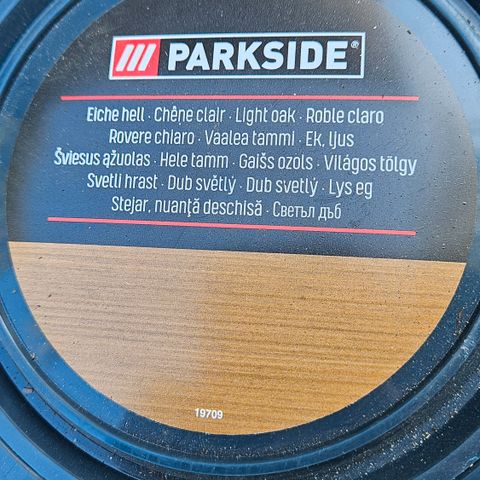 PARKSIDE®
Eiche hell · Chêne clair · Light oak · Roble claro
Rovere chiaro · Vaalea tammi · Ek, ljus
Šviesus ąžuolas · Hele tamm · Gaišs ozols · Világos tölgy
Svetli hrast · Dub světlý · Dub svetlý · Lys eg
Stejar, nuanţă deschisă · Светъл дъб
19709